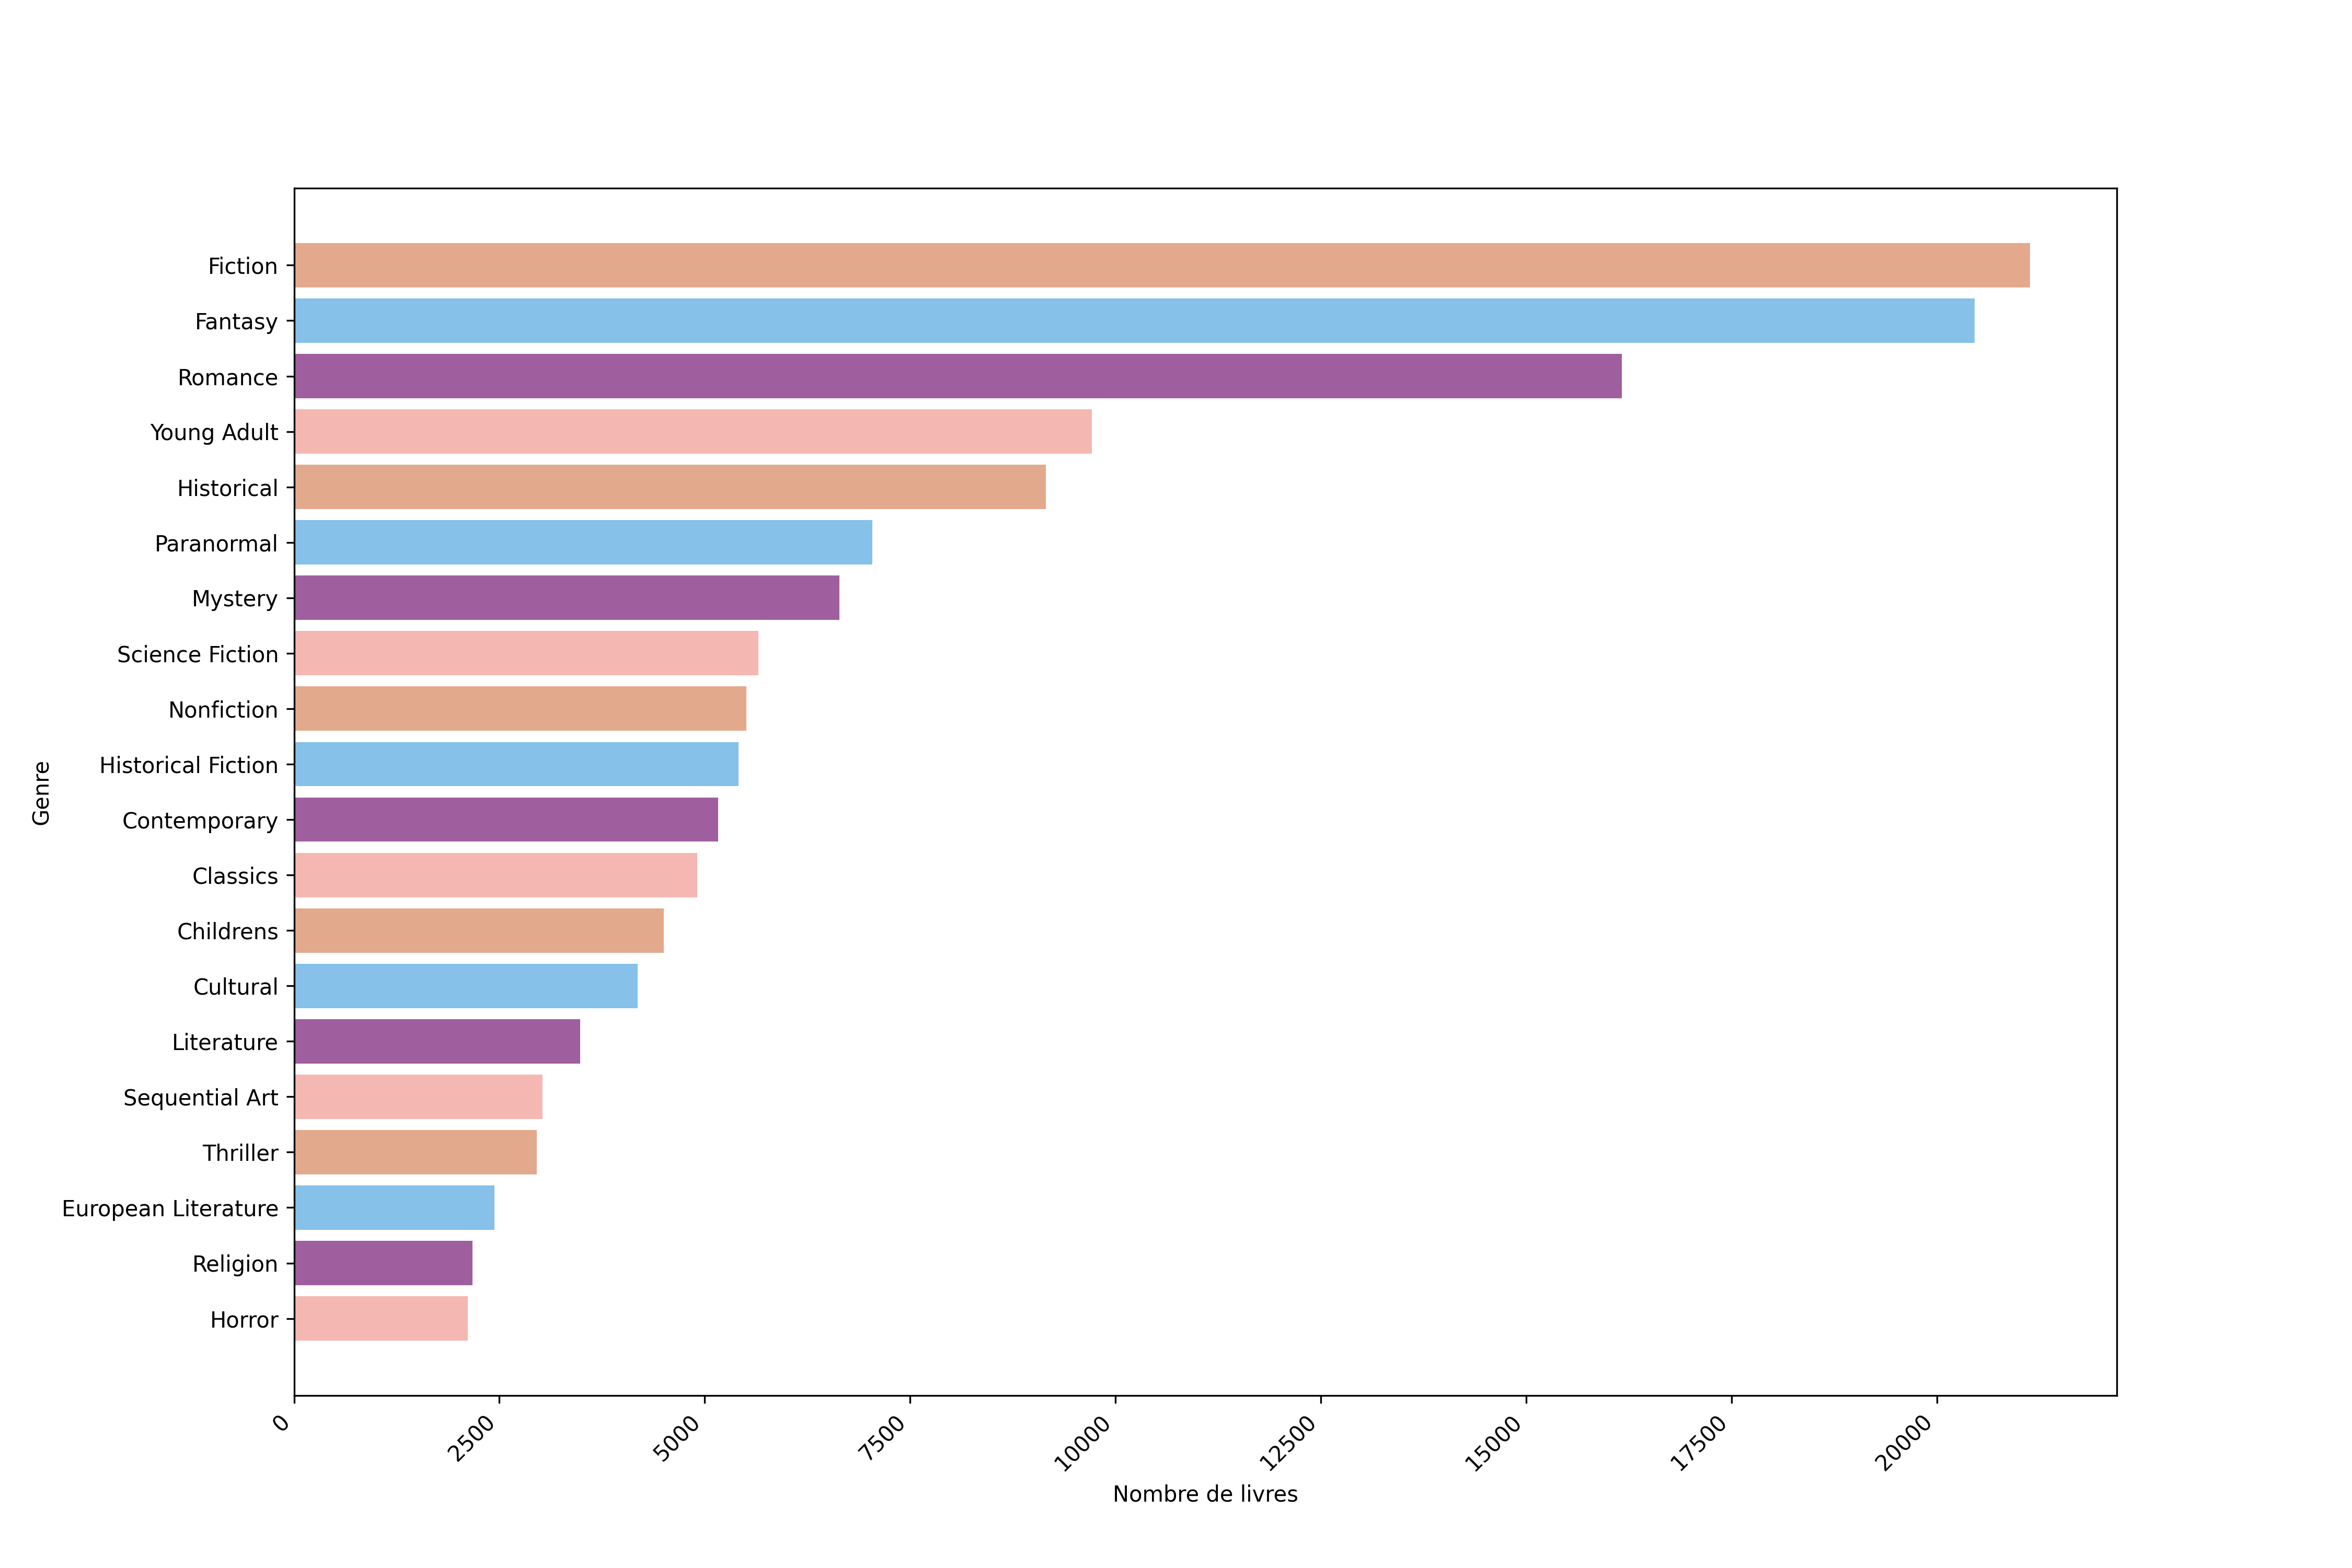 Fiction
Fantasy
Romance
Young Adult
Historical
Paranormal
Mystery
Science Fiction
Nonfiction
Historical Fiction
Contemporary
Classics
Childrens
Cultural
Literature
Sequential Art
Thriller
European Literature
Religion
Horror
Genre
0
2500
5000
7500
10000
12500
15000
17500
20000
Nombre de livres